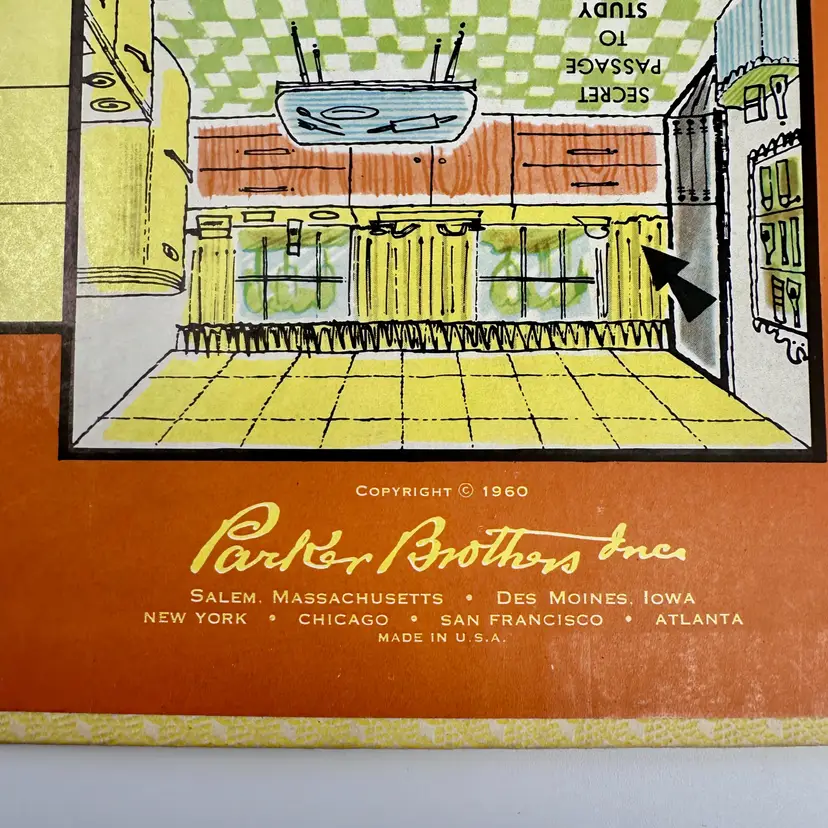 SECRET
PASSAGE
TO
STUDY
COPYRIGHT © 1960
Parker Brothers Inc.
SALEM, MASSACHUSETTS • DES MOINES, IOWA
NEW YORK • CHICAGO • SAN FRANCISCO • ATLANTA
MADE IN U.S.A.